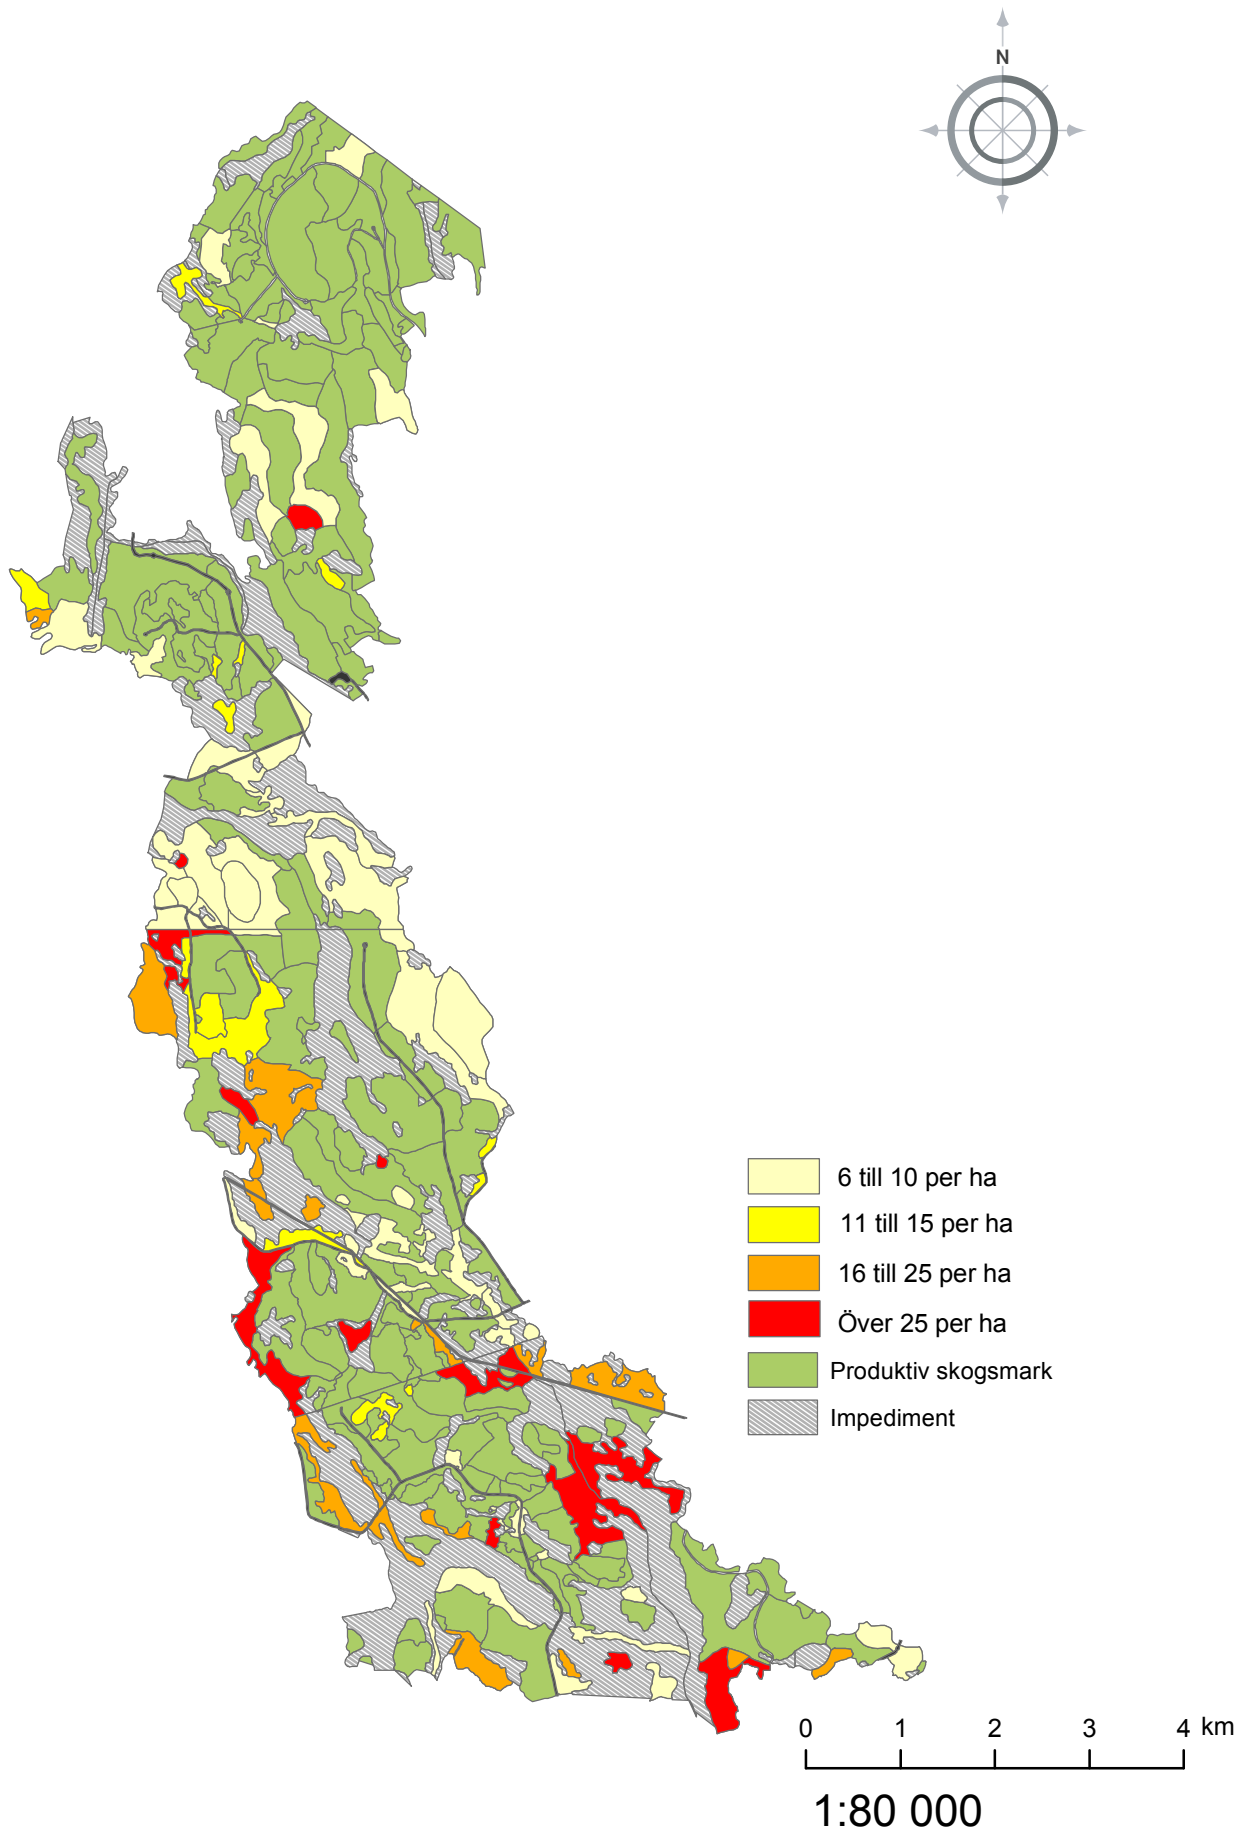 N
6 till 10 per ha
11 till 15 per ha
16 till 25 per ha
Över 25 per ha
Produktiv skogsmark
Impediment
0 1 2 3 4 km
1:80 000